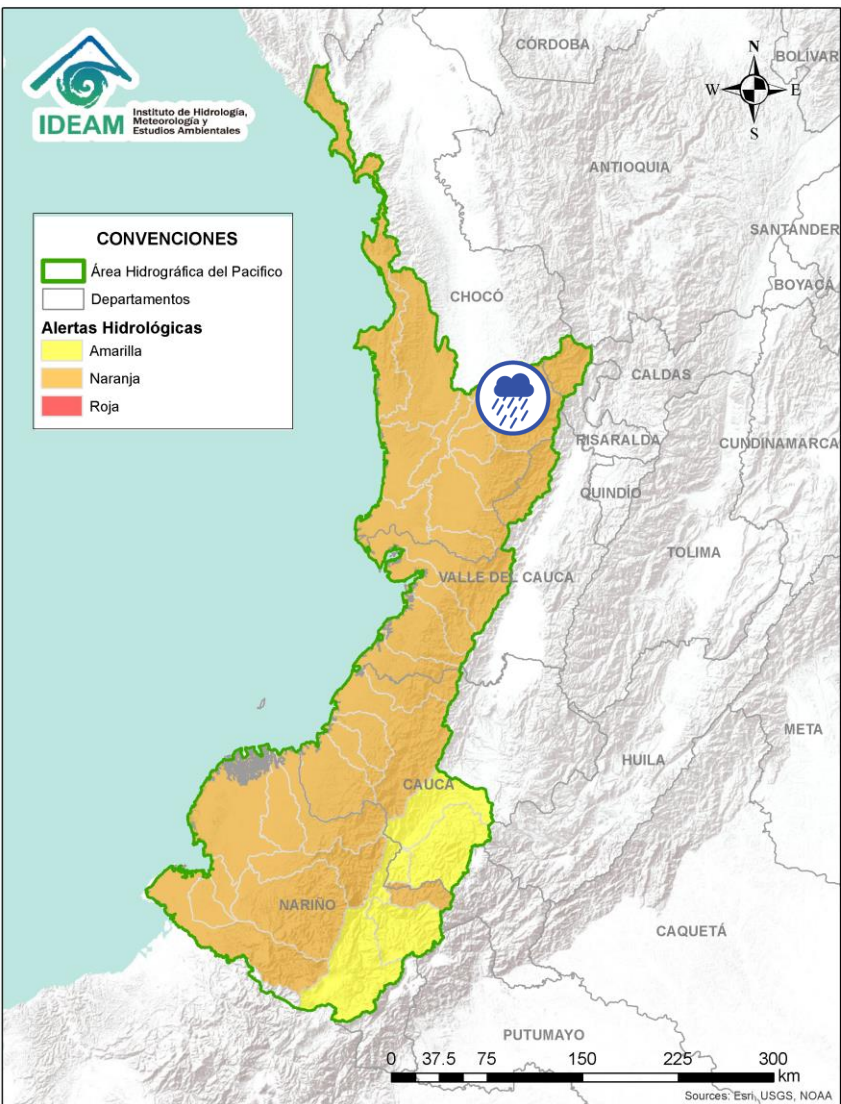 IDEAM
Instituto de Hidrología,
Meteorología y
Estudios Ambientales
N
W
E
S
CONVENCIONES
Área Hidrográfica del Pacifico
Departamentos
Alertas Hidrológicas
Amarilla
Naranja
Roja
CÓRDOBA
BOLÍVAR
ANTIOQUIA
SANTANDER
BOYACÁ
CHOCÓ
CALDAS
RISARALDA
CUNDINAMARCA
QUINDÍO
TOLIMA
VALLE DEL CAUCA
META
HUILA
CAUCA
NARIÑO
CAQUETÁ
PUTUMAYO
0 37.5 75 150 225 300
km
Sources: Esri, USGS, NOAA